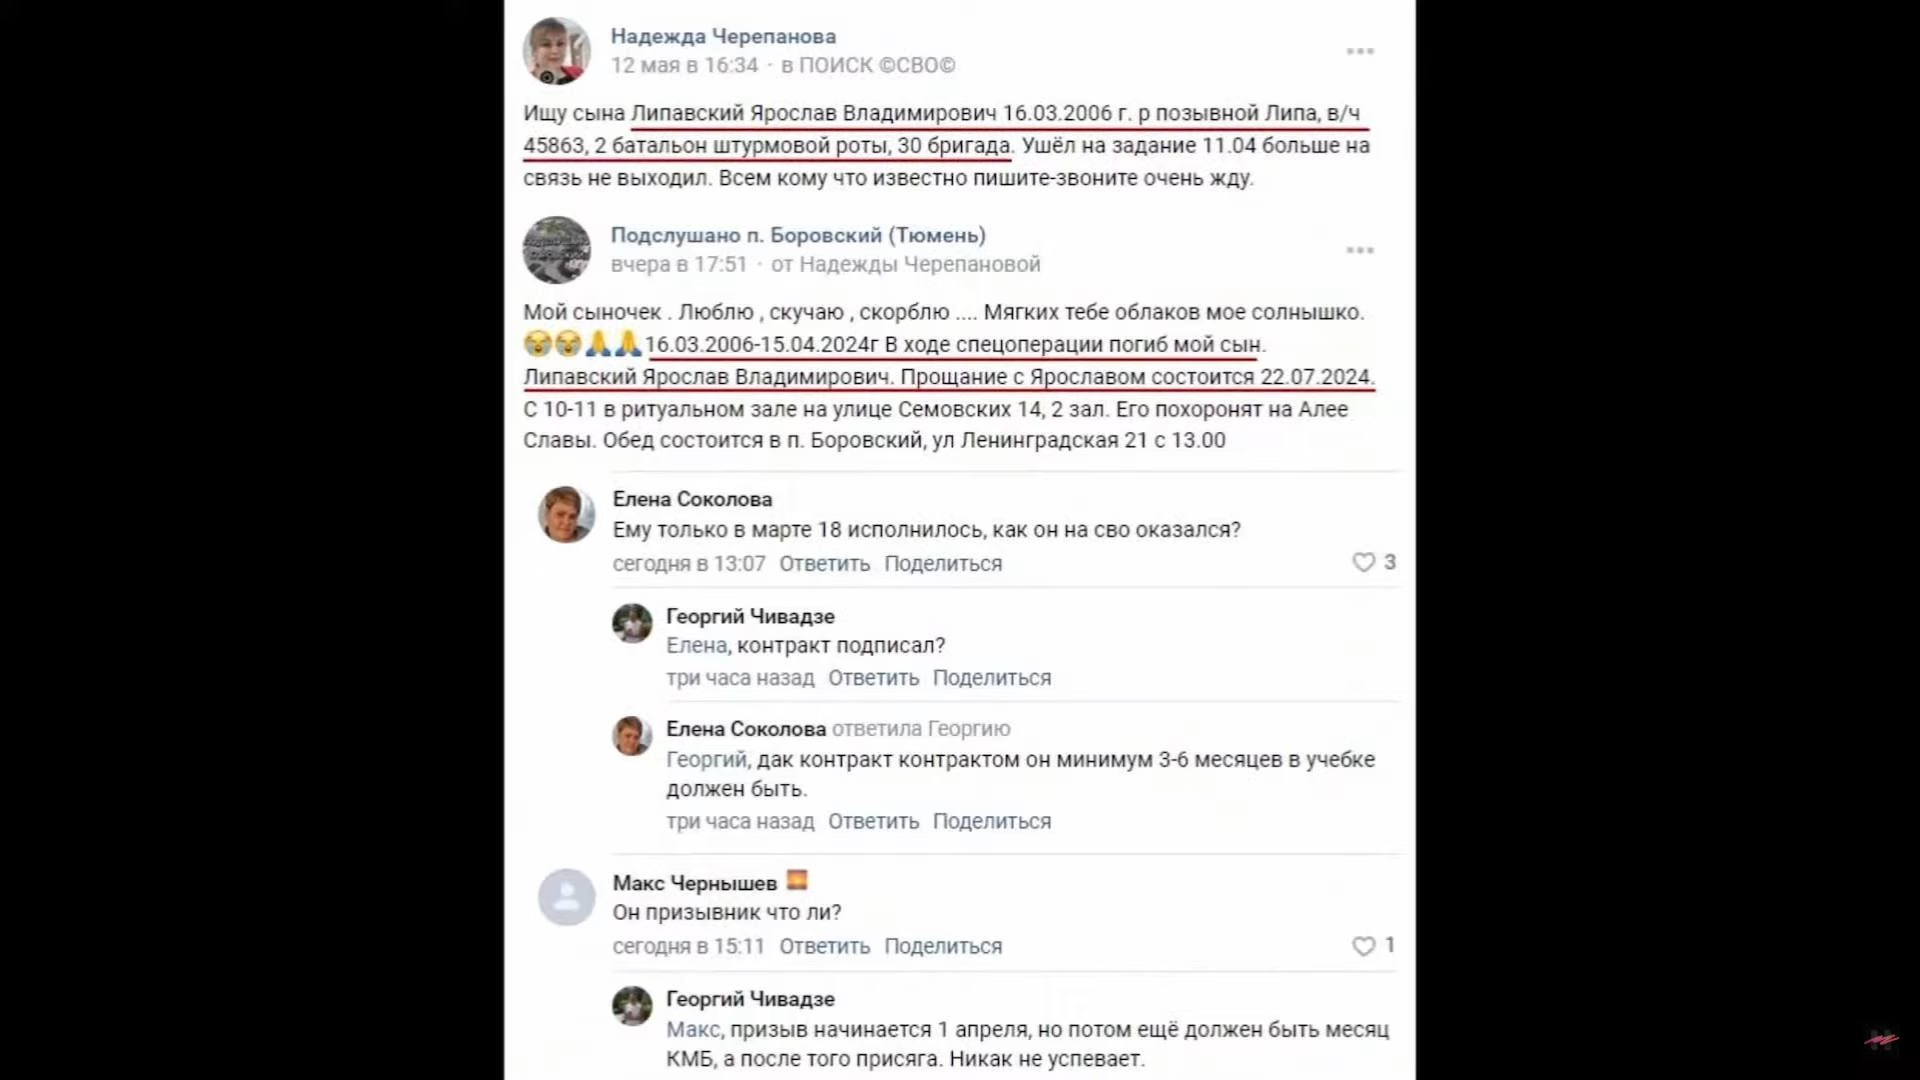 Надежда Черепанова
12 мая в 16:34 · в ПОИСК ©СВО©
Ищу сына Липавский Ярослав Владимирович 16.03.2006 г. р позывной Липа, в/ч
45863, 2 батальон штурмовой роты, 30 бригада. Ушёл на задание 11.04 больше на
связь не выходил. Всем кому что известно пишите-звоните очень жду.
Подслушано п. Боровский (Тюмень)
вчера в 17:51 · от Надежды Черепановой
Мой сыночек . Люблю , скучаю , скорблю .... Мягких тебе облаков мое солнышко.
😭😭🙏🙏16.03.2006-15.04.2024г В ходе спецоперации погиб мой сын.
Липавский Ярослав Владимирович. Прощание с Ярославом состоится 22.07.2024.
С 10-11 в ритуальном зале на улице Семовских 14, 2 зал. Его похоронят на Алее
Славы. Обед состоится в п. Боровский, ул Ленинградская 21 с 13.00
Елена Соколова
Ему только в марте 18 исполнилось, как он на сво оказался?
сегодня в 13:07 Ответить Поделиться 3
Георгий Чивадзе
Елена, контракт подписал?
три часа назад Ответить Поделиться
Елена Соколова ответила Георгию
Георгий, дак контракт контрактом он минимум 3-6 месяцев в учебке
должен быть.
три часа назад Ответить Поделиться
Макс Чернышев
Он призывник что ли?
сегодня в 15:11 Ответить Поделиться 1
Георгий Чивадзе
Макс, призыв начинается 1 апреля, но потом ещё должен быть месяц
КМБ, а после того присяга. Никак не успевает.